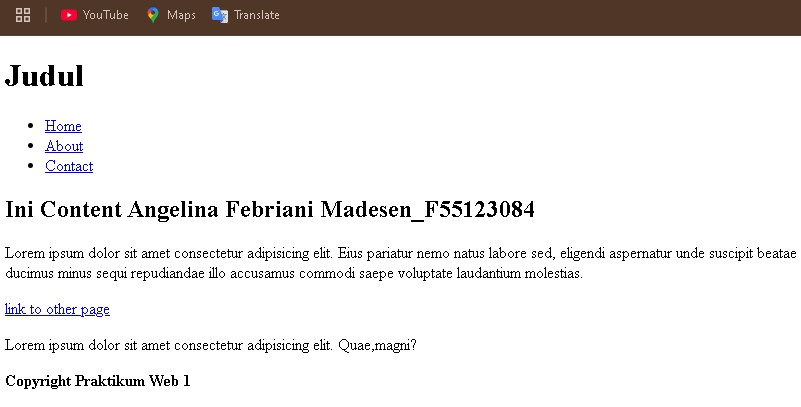 YouTube Maps Translate
Judul
Home
About
Contact
Ini Content Angelina Febriani Madesen_F55123084
Lorem ipsum dolor sit amet consectetur adipisicing elit. Eius pariatur nemo natus labore sed, eligendi aspernatur unde suscipit beatae
ducimus minus sequi repudiandae illo accusamus commodi saepe voluptate laudantium molestias.
link to other page
Lorem ipsum dolor sit amet consectetur adipisicing elit. Quae,magni?
Copyright Praktikum Web 1